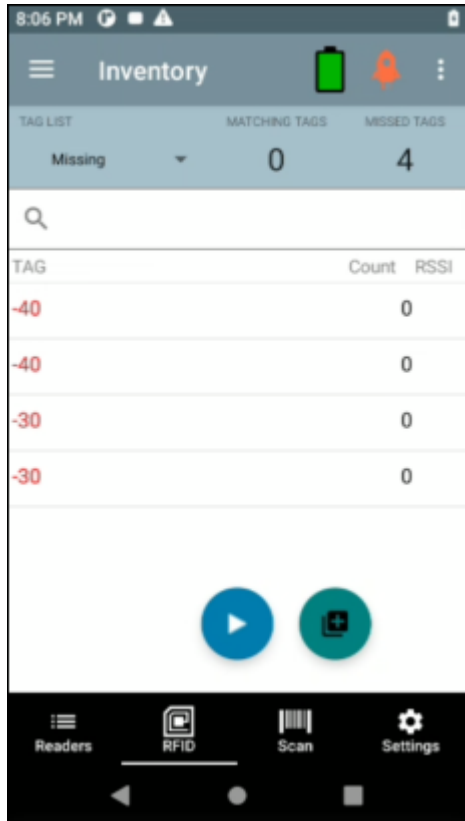 8:06 PM
Inventory
TAG LIST MATCHING TAGS MISSED TAGS
Missing 0 4
TAG Count RSSI
-40 0
-40 0
-30 0
-30 0
Readers RFID Scan Settings